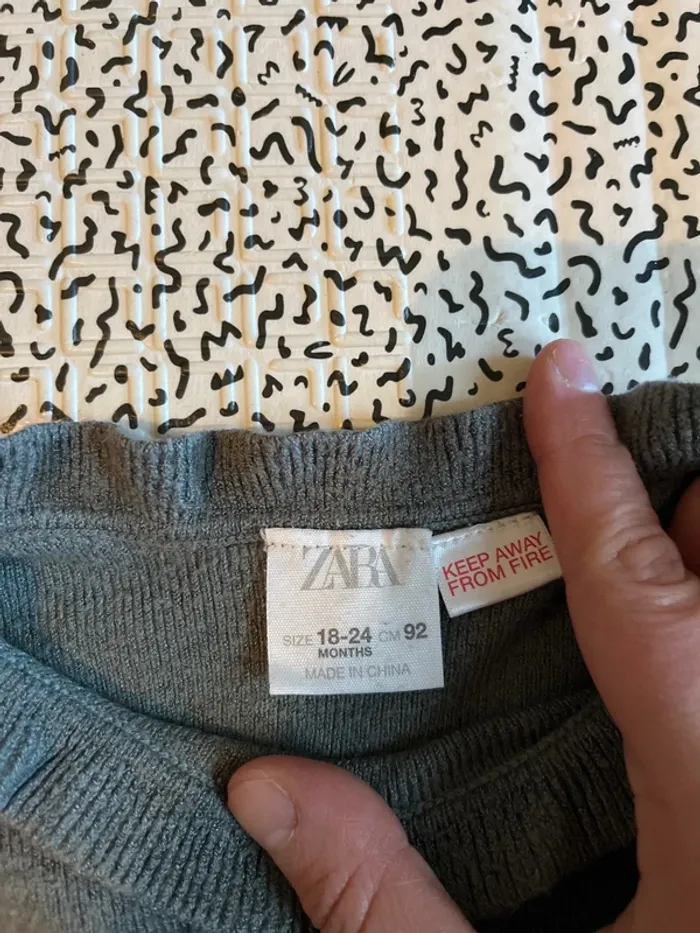 ZARA
SIZE 18-24 CM 92
MONTHS
MADE IN CHINA
KEEP AWAY
FROM FIRE